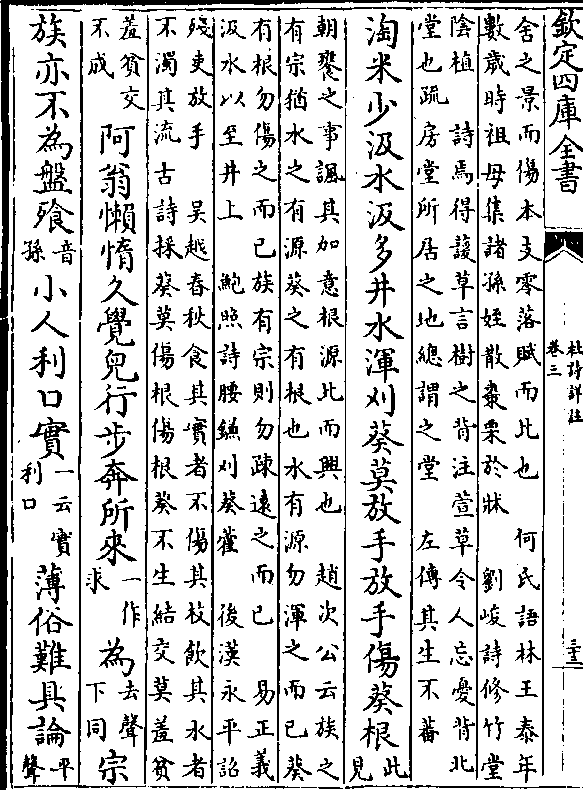 欽定四庫全書
杜詩詳註
卷三
三十三
舍之景而傷本支零落賦而比也　何氏語林王泰年
數歲時祖母集諸孫姪散棗栗於牀　劉峻詩修竹堂
陰植　詩焉得諼草言樹之背注萱草令人忘憂背北
堂也疏房堂所居之地總謂之堂　左傳其生不蕃
淘米少汲水汲多井水渾刈葵莫放手放手傷葵根此見
朝饔之事諷其加意根源比而興也　趙次公云族之
有宗猶水之有源葵之有根也水有源勿渾之而已葵
有根勿傷之而已族有宗則勿疎遠之而已　易正義
汲水以至井上　鮑照詩腰鎌刈葵藿　後漢永平詔
殘吏放手　吳越春秋食其實者不傷其枝飲其水者
不濁其流　古詩採葵莫傷根傷根葵不生結交莫羞貧
羞貧交不成
阿翁懶惰久覺兒行步奔所來一作求為去聲下同宗
族亦不為盤飱音孫小人利口實一云實利口薄俗難具論平聲